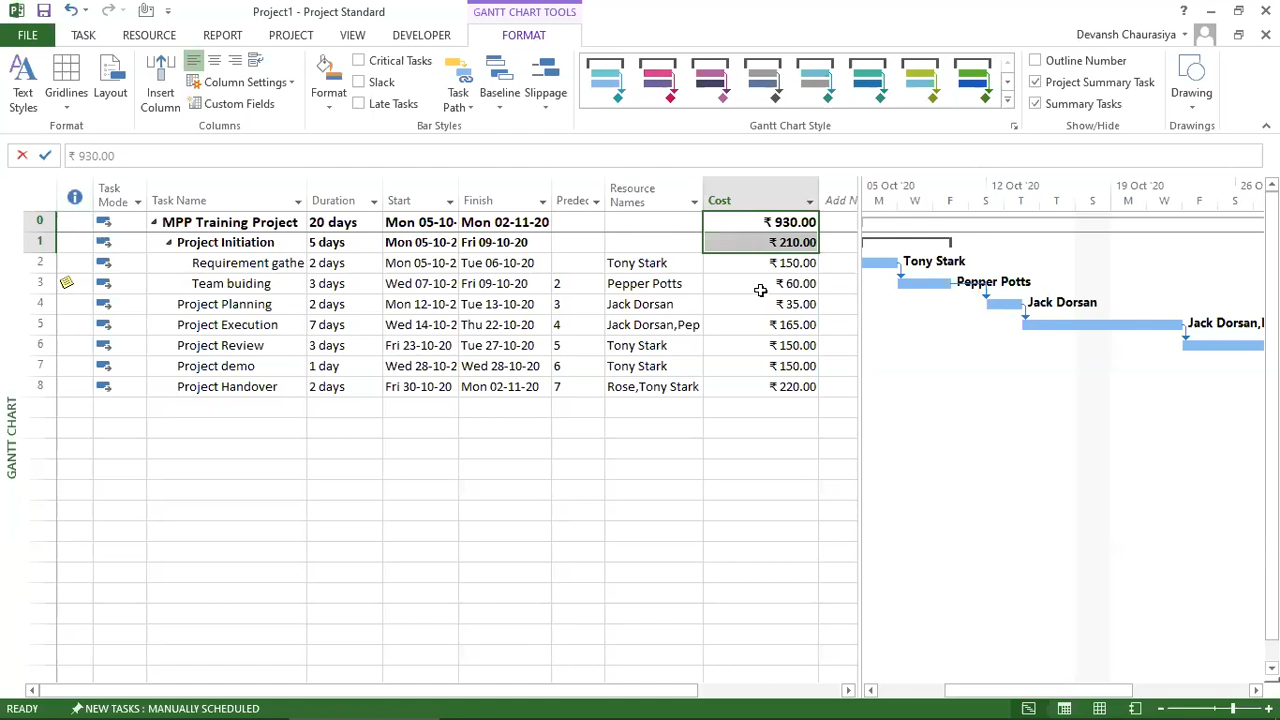 Project1 - Project Standard
GANTT CHART TOOLS
?
FILE TASK RESOURCE REPORT PROJECT VIEW DEVELOPER FORMAT
Devansh Chaurasiya
Text Styles
Gridlines
Layout
Format
Insert Column
Column Settings
Custom Fields
Columns
Format
Critical Tasks
Slack
Late Tasks
Task Path
Baseline
Slippage
Bar Styles
Gantt Chart Style
Outline Number
Project Summary Task
Summary Tasks
Show/Hide
Drawing
Drawings
₹ 930.00
Task Mode Task Name Duration Start Finish Predec Resource Names Cost Add N
05 Oct '20 12 Oct '20 19 Oct '20 26 O
M W F S T T S M W F S
0 MPP Training Project 20 days Mon 05-10- Mon 02-11-20 ₹ 930.00
1 Project Initiation 5 days Mon 05-10-2 Fri 09-10-20 ₹ 210.00
2 Requirement gathe 2 days Mon 05-10-2 Tue 06-10-20 Tony Stark ₹ 150.00 Tony Stark
3 Team buiding 3 days Wed 07-10-2 Fri 09-10-20 2 Pepper Potts ₹ 60.00 Pepper Potts
4 Project Planning 2 days Mon 12-10-2 Tue 13-10-20 3 Jack Dorsan ₹ 35.00 Jack Dorsan
5 Project Execution 7 days Wed 14-10-2 Thu 22-10-20 4 Jack Dorsan,Pep ₹ 165.00 Jack Dorsan,
6 Project Review 3 days Fri 23-10-20 Tue 27-10-20 5 Tony Stark ₹ 150.00
7 Project demo 1 day Wed 28-10-2 Wed 28-10-20 6 Tony Stark ₹ 150.00
8 Project Handover 2 days Fri 30-10-20 Mon 02-11-20 7 Rose,Tony Stark ₹ 220.00
GANTT CHART
READY NEW TASKS : MANUALLY SCHEDULED